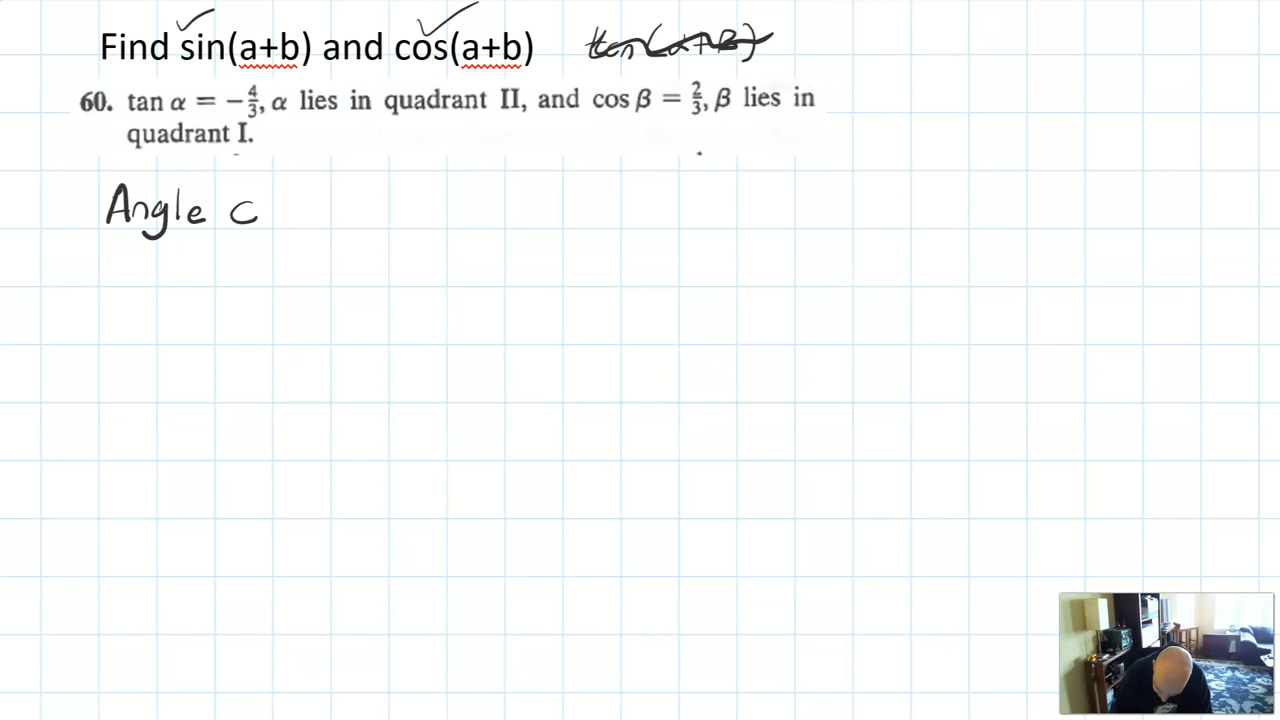 Find sin(a+b) and cos(a+b) tan(α+β)
60. tan α = −4/3, α lies in quadrant II, and cos β = 2/3, β lies in
quadrant I.
Angle c